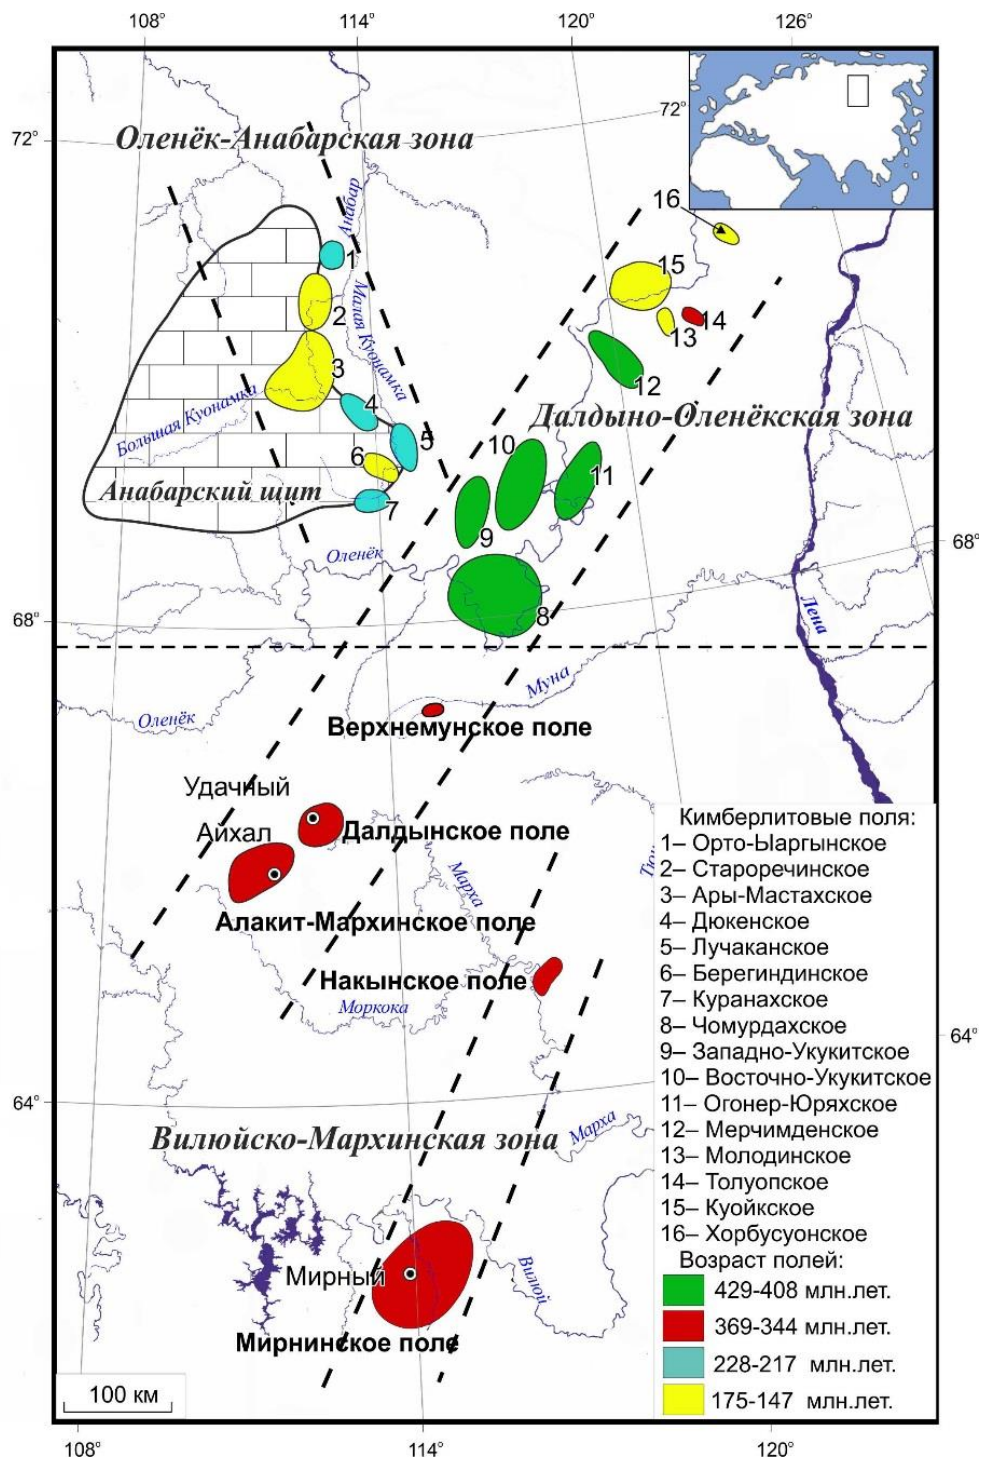 108°
114°
120°
126°
72°
72°
Оленёк-Анабарская зона
Анабар
16
1
2
15
14
13
Малая Куонамка
3
12
Большая Куонамка
4
Далдыно-Оленёкская зона
5
10
6
11
Анабарский щит
7
9
68°
Оленёк
8
68°
Лена
Муна
Оленёк
Верхнемунское поле
Удачный
Айхал
Далдынское поле
Марха
Алакит-Мархинское поле
Накынское поле
Моркока
64°
64°
Вилюйско-Мархинская зона
Марха
Мирный
Вилюй
Мирнинское поле
100 км
108°
114°
120°
Кимберлитовые поля:
1– Орто-Ыаргынское
2– Староречинское
3– Ары-Мастахское
4– Дюкенское
5– Лучаканское
6– Берегиндинское
7– Куранахское
8– Чомурдахское
9– Западно-Укукитское
10– Восточно-Укукитское
11– Огонер-Юряхское
12– Мерчимденское
13– Молодинское
14– Толуопское
15– Куойкское
16– Хорбусуонское
Возраст полей:
429-408 млн.лет.
369-344 млн.лет.
228-217 млн.лет.
175-147 млн.лет.